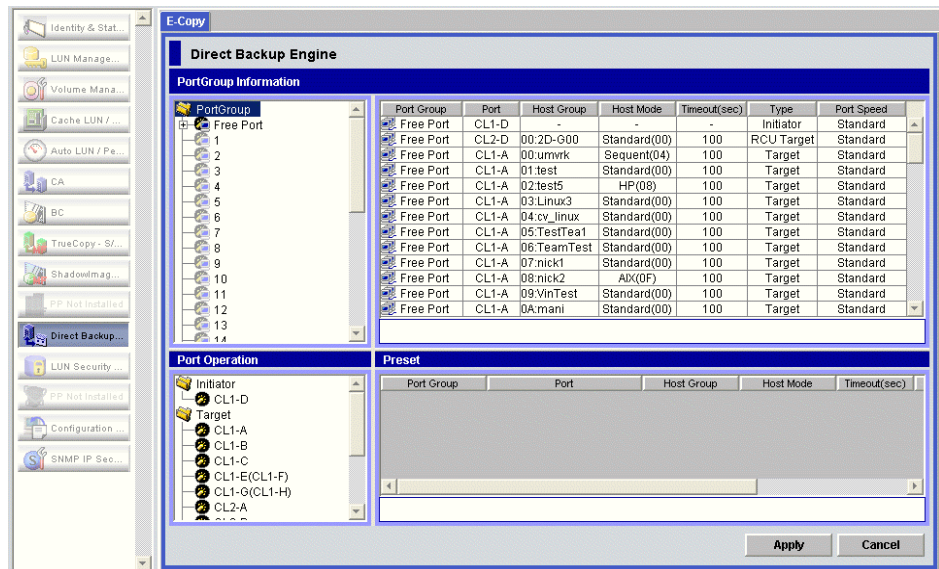 Identity & Stat...
LUN Manage...
Volume Mana...
Cache LUN / ...
Auto LUN / Pe...
CA
BC
TrueCopy - S/...
ShadowImag...
PP Not Installed
Direct Backup...
LUN Security ...
PP Not Installed
Configuration ...
SNMP IP Sec...
E-Copy
Direct Backup Engine
PortGroup Information
PortGroup
Free Port
1
2
3
4
5
6
7
8
9
10
11
12
13
14
Port Group Port Host Group Host Mode Timeout(sec) Type Port Speed
Free Port CL1-D - - - Initiator Standard
Free Port CL2-D 00:2D-G00 Standard(00) 100 RCU Target Standard
Free Port CL1-A 00:umvrk Sequent(04) 100 Target Standard
Free Port CL1-A 01:test Standard(00) 100 Target Standard
Free Port CL1-A 02:test5 HP(08) 100 Target Standard
Free Port CL1-A 03:Linux3 Standard(00) 100 Target Standard
Free Port CL1-A 04:cv_linux Standard(00) 100 Target Standard
Free Port CL1-A 05:TestTea1 Standard(00) 100 Target Standard
Free Port CL1-A 06:TeamTest Standard(00) 100 Target Standard
Free Port CL1-A 07:nick1 Standard(00) 100 Target Standard
Free Port CL1-A 08:nick2 AIX(0F) 100 Target Standard
Free Port CL1-A 09:VinTest Standard(00) 100 Target Standard
Free Port CL1-A 0A:mani Standard(00) 100 Target Standard
Port Operation
Initiator
CL1-D
Target
CL1-A
CL1-B
CL1-C
CL1-E(CL1-F)
CL1-G(CL1-H)
CL2-A
Preset
Port Group Port Host Group Host Mode Timeout(sec)
Apply Cancel